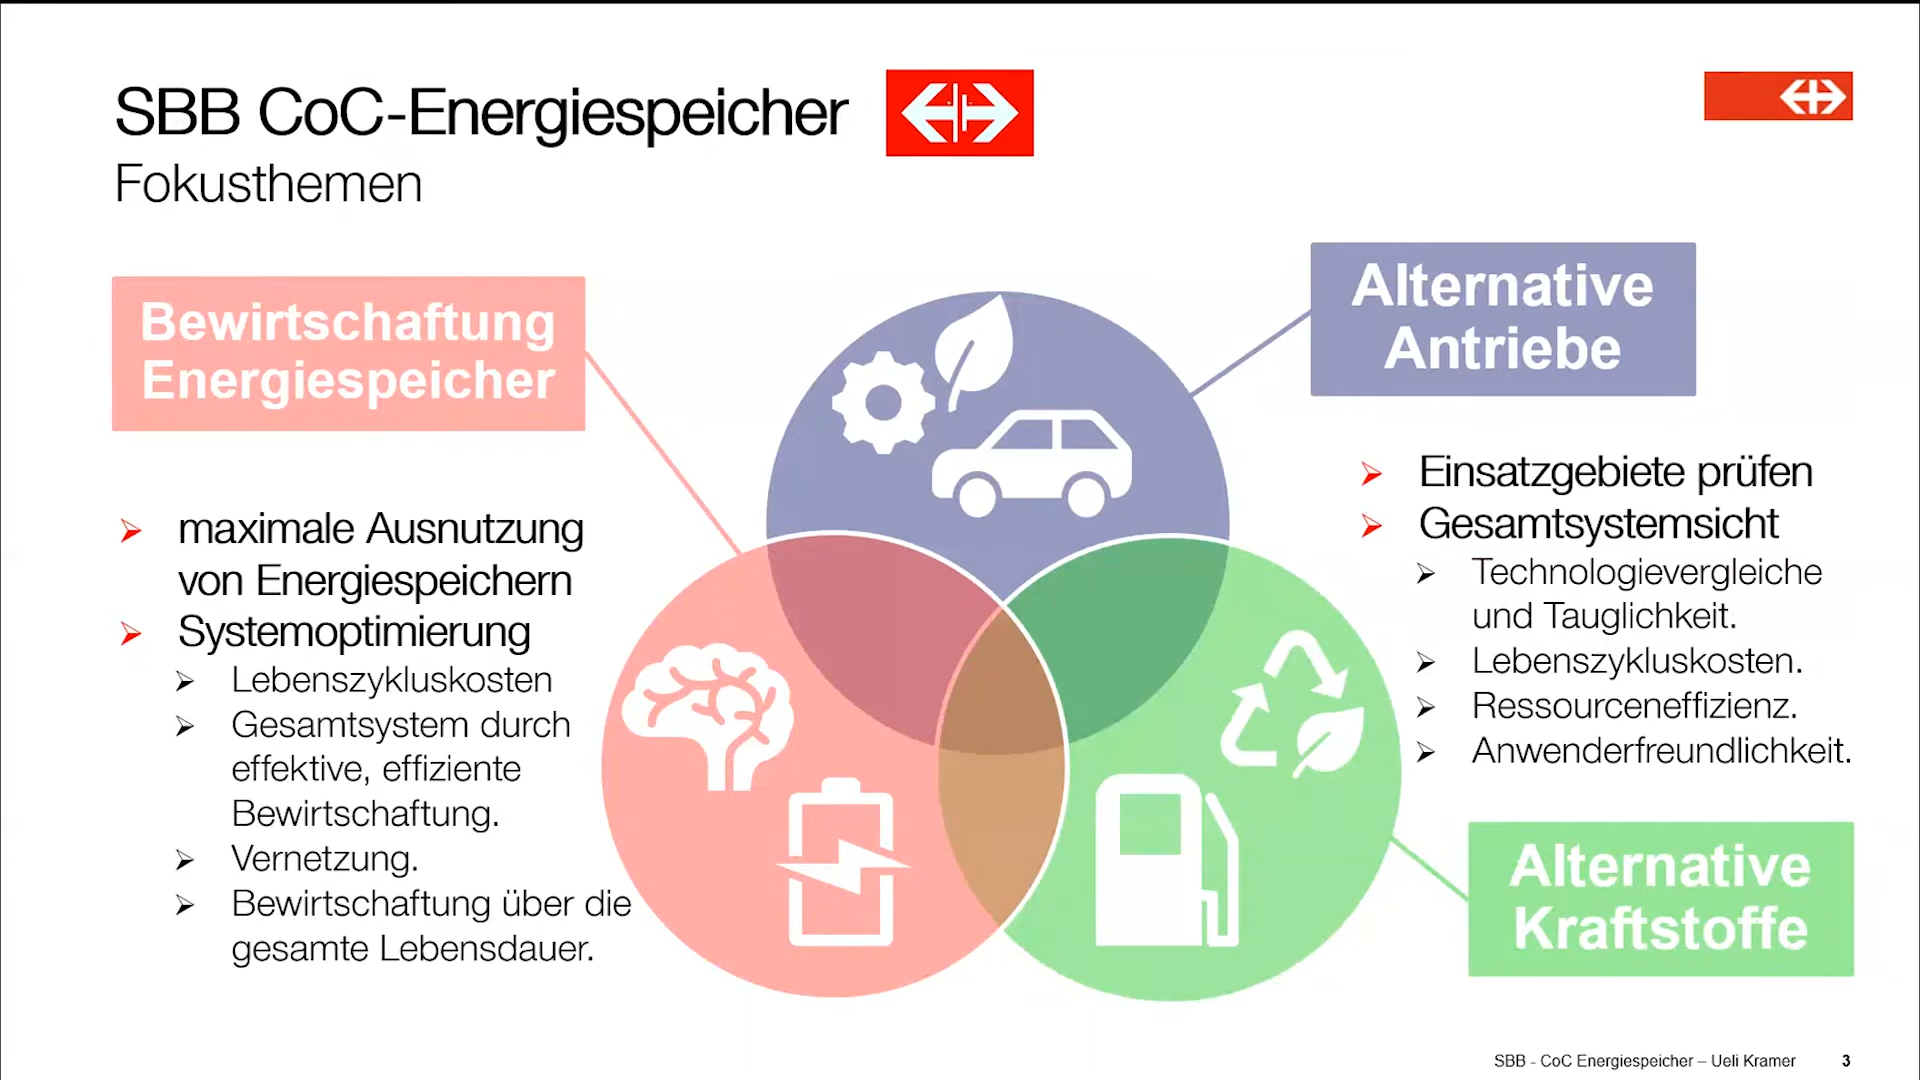 SBB CoC-Energiespeicher
Fokusthemen
Bewirtschaftung
Energiespeicher
maximale Ausnutzung
von Energiespeichern
Systemoptimierung
Lebenszykluskosten
Gesamtsystem durch
effektive, effiziente
Bewirtschaftung.
Vernetzung.
Bewirtschaftung über die
gesamte Lebensdauer.
Alternative
Antriebe
Einsatzgebiete prüfen
Gesamtsystemsicht
Technologievergleiche
und Tauglichkeit.
Lebenszykluskosten.
Ressourceneffizienz.
Anwenderfreundlichkeit.
Alternative
Kraftstoffe
SBB - CoC Energiespeicher – Ueli Kramer 3